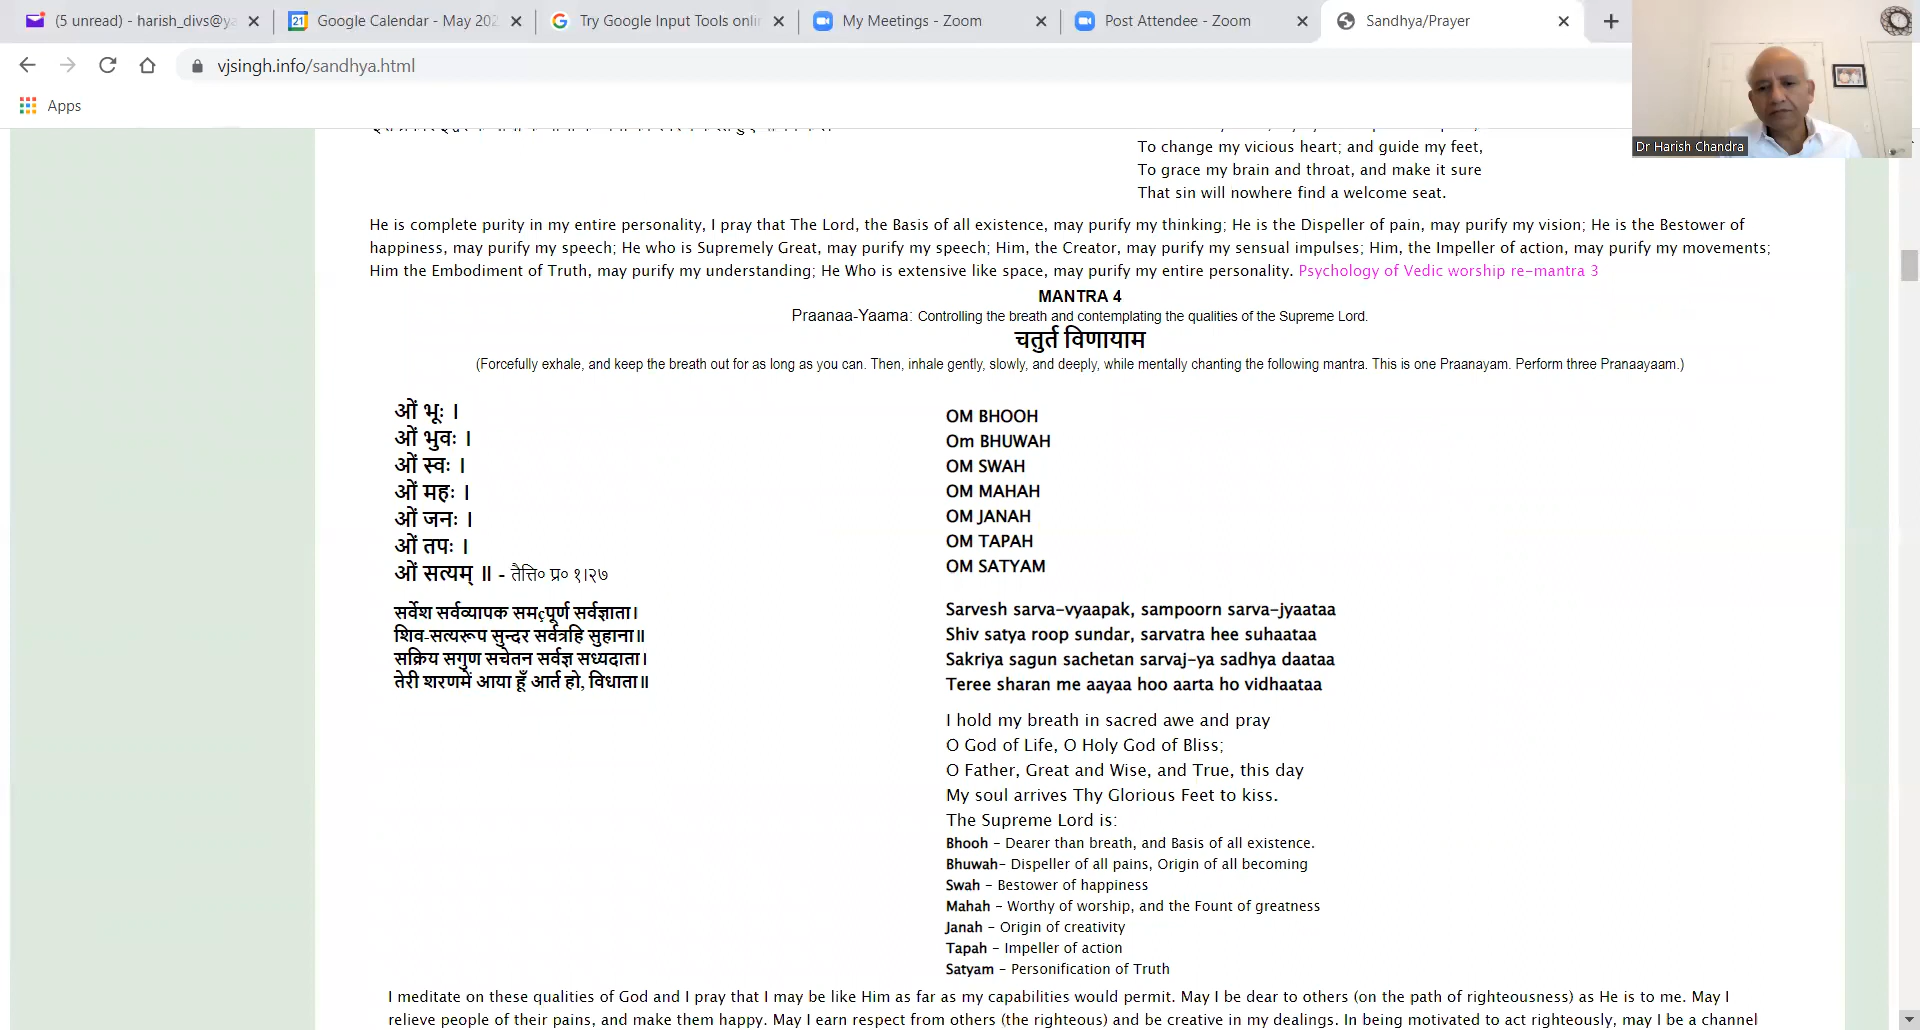 (5 unread) - harish_divs@ya
Google Calendar - May 202
Try Google Input Tools onli
My Meetings - Zoom
Post Attendee - Zoom
Sandhya/Prayer
vjsingh.info/sandhya.html
Apps
Dr Harish Chandra
To change my vicious heart; and guide my feet,
To grace my brain and throat, and make it sure
That sin will nowhere find a welcome seat.
He is complete purity in my entire personality, I pray that The Lord, the Basis of all existence, may purify my thinking; He is the Dispeller of pain, may purify my vision; He is the Bestower of
happiness, may purify my speech; He who is Supremely Great, may purify my speech; Him, the Creator, may purify my sensual impulses; Him, the Impeller of action, may purify my movements;
Him the Embodiment of Truth, may purify my understanding; He Who is extensive like space, may purify my entire personality. Psychology of Vedic worship re-mantra 3
MANTRA 4
Praanaa-Yaama: Controlling the breath and contemplating the qualities of the Supreme Lord.
चतुर्त विणायाम
(Forcefully exhale, and keep the breath out for as long as you can. Then, inhale gently, slowly, and deeply, while mentally chanting the following mantra. This is one Praanayam. Perform three Pranaayaam.)
ओं भूः ।
ओं भुवः ।
ओं स्वः ।
ओं महः ।
ओं जनः ।
ओं तपः ।
ओं सत्यम् ॥ - तैत्ति० प्र० १।२७
सर्वेश सर्वव्यापक समçपूर्ण सर्वज्ञाता।
शिव-सत्यरूप सुन्दर सर्वत्रहि सुहाना॥
सक्रिय सगुण सचेतन सर्वज्ञ सध्यदाता।
तेरी शरणमें आया हूँ आर्त हो, विधाता॥
OM BHOOH
Om BHUWAH
OM SWAH
OM MAHAH
OM JANAH
OM TAPAH
OM SATYAM
Sarvesh sarva-vyaapak, sampoorn sarva-jyaataa
Shiv satya roop sundar, sarvatra hee suhaataa
Sakriya sagun sachetan sarvaj-ya sadhya daataa
Teree sharan me aayaa hoo aarta ho vidhaataa
I hold my breath in sacred awe and pray
O God of Life, O Holy God of Bliss;
O Father, Great and Wise, and True, this day
My soul arrives Thy Glorious Feet to kiss.
The Supreme Lord is:
Bhooh - Dearer than breath, and Basis of all existence.
Bhuwah- Dispeller of all pains, Origin of all becoming
Swah - Bestower of happiness
Mahah - Worthy of worship, and the Fount of greatness
Janah - Origin of creativity
Tapah - Impeller of action
Satyam - Personification of Truth
I meditate on these qualities of God and I pray that I may be like Him as far as my capabilities would permit. May I be dear to others (on the path of righteousness) as He is to me. May I
relieve people of their pains, and make them happy. May I earn respect from others (the righteous) and be creative in my dealings. In being motivated to act righteously, may I be a channel